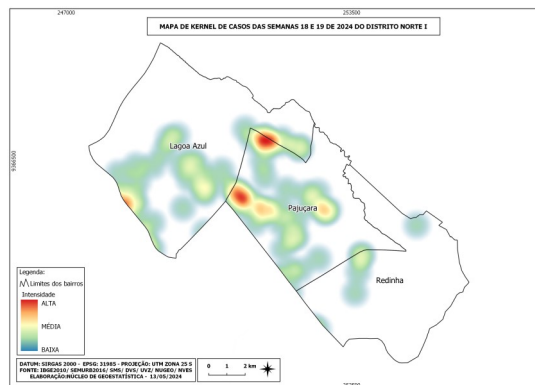 247000
253500
MAPA DE KERNEL DE CASOS DAS SEMANAS 18 E 19 DE 2024 DO DISTRITO NORTE I
9366500
Lagoa Azul
Pajuçara
Redinha
Legenda:
Limites dos bairros
Intensidade
ALTA
MÉDIA
BAIXA
DATUM: SIRGAS 2000 - EPSG: 31985 - PROJEÇÃO: UTM ZONA 25 S
FONTE: IBGE2010/ SEMURB2016/ SMS/ DVS/ UVZ/ NUGEO/ NVES
ELABORAÇÃO:NÚCLEO DE GEOESTATÍSTICA - 13/05/2024
0 1 2 km